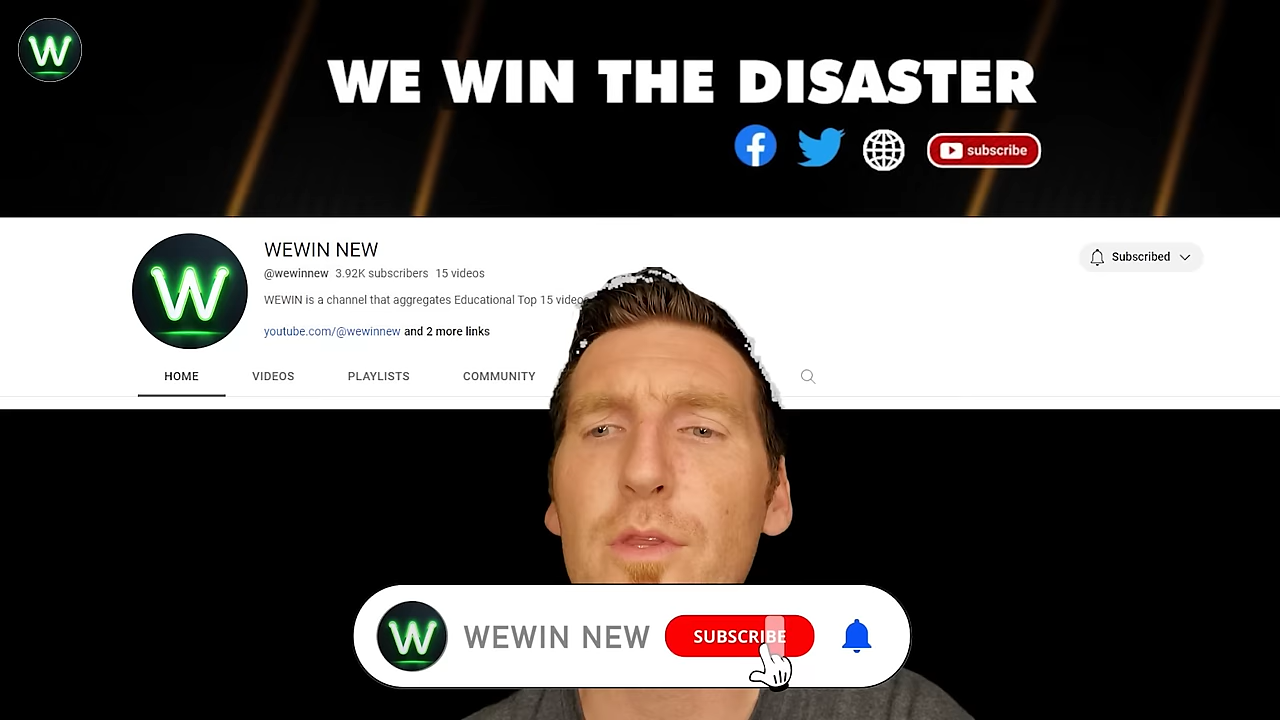 W
WE WIN THE DISASTER
subscribe
W
WEWIN NEW
@wewinnew 3.92K subscribers 15 videos
WEWIN is a channel that aggregates Educational Top 15 video
youtube.com/@wewinnew and 2 more links
Subscribed
HOME VIDEOS PLAYLISTS COMMUNITY
W WEWIN NEW SUBSCRIBE